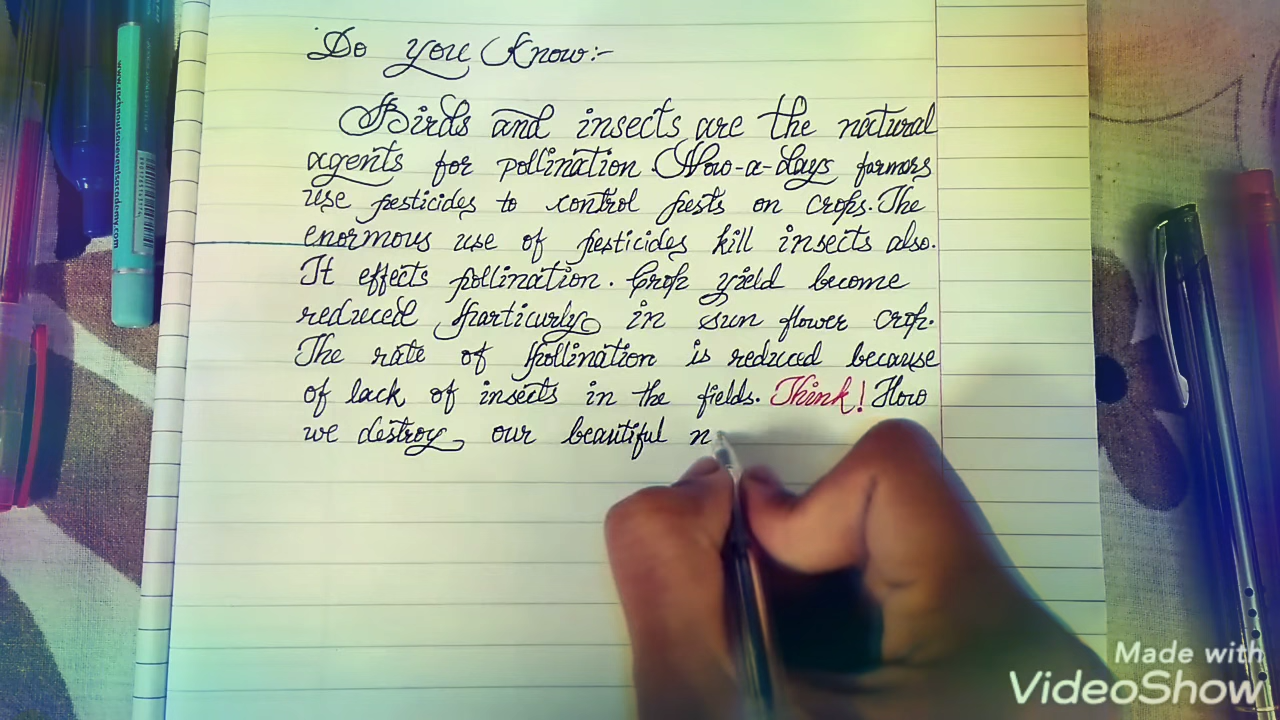 Do you Know:-
Birds and insects are the natural
agents for pollination. Now-a-days farmers
use pesticides to control pests on crops. The
enormous use of pesticides kill insects also.
It effects pollination. Crop yield become
reduced particurly in sun flower crop.
The rate of pollination is reduced because
of lack of insects in the fields. Think! How
we destroy our beautiful n
Made with
VideoShow